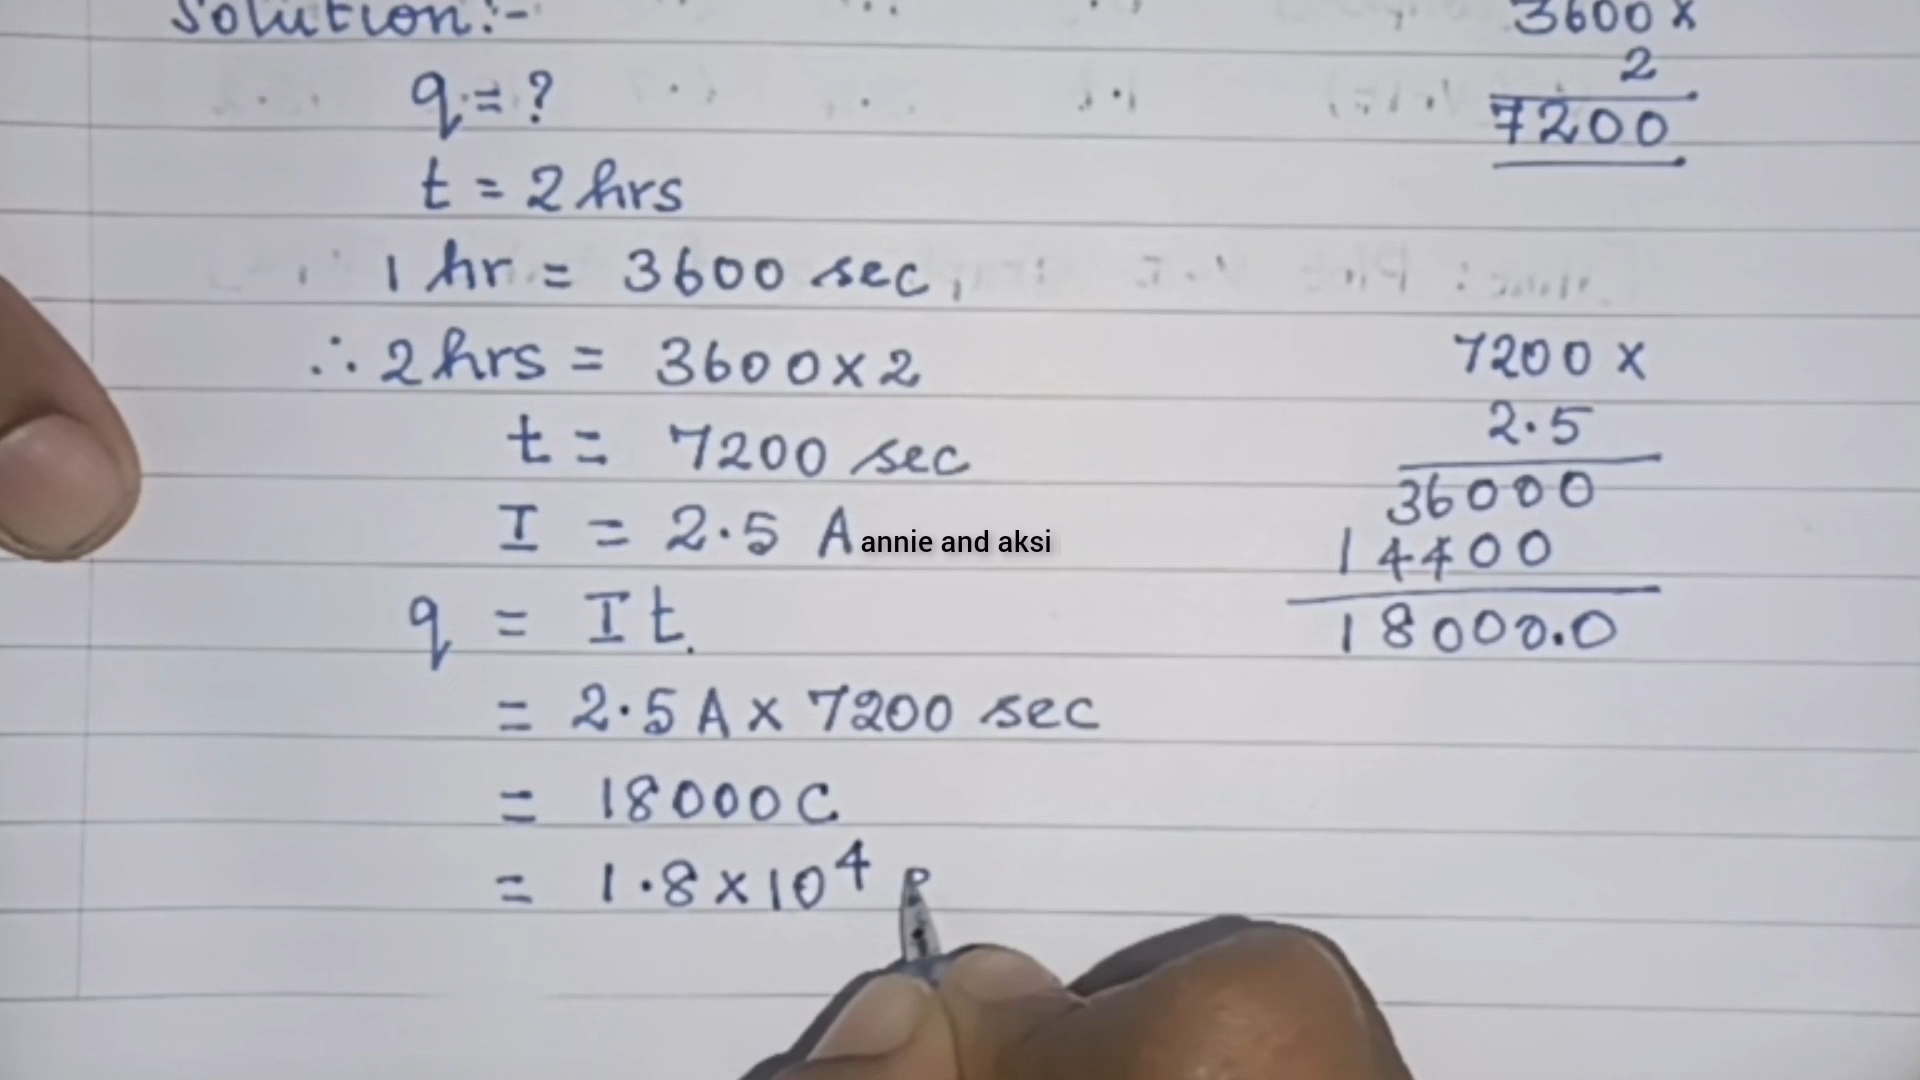 Solution:-
q = ?
t = 2 hrs
1 hr = 3600 sec
∴ 2 hrs = 3600 x 2
t = 7200 sec
I = 2.5 A
annie and aksi
q = It.
= 2.5 A x 7200 sec
= 18000 C
= 1.8 x 10⁴
3600 x
2
7200
7200 x
2.5
36000
14400
18000.0